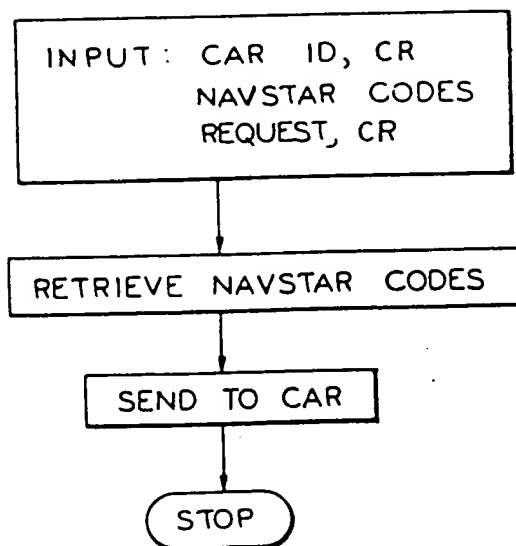 INPUT: CAR ID, CR
NAVSTAR CODES
REQUEST, CR
RETRIEVE NAVSTAR CODES
SEND TO CAR
STOP